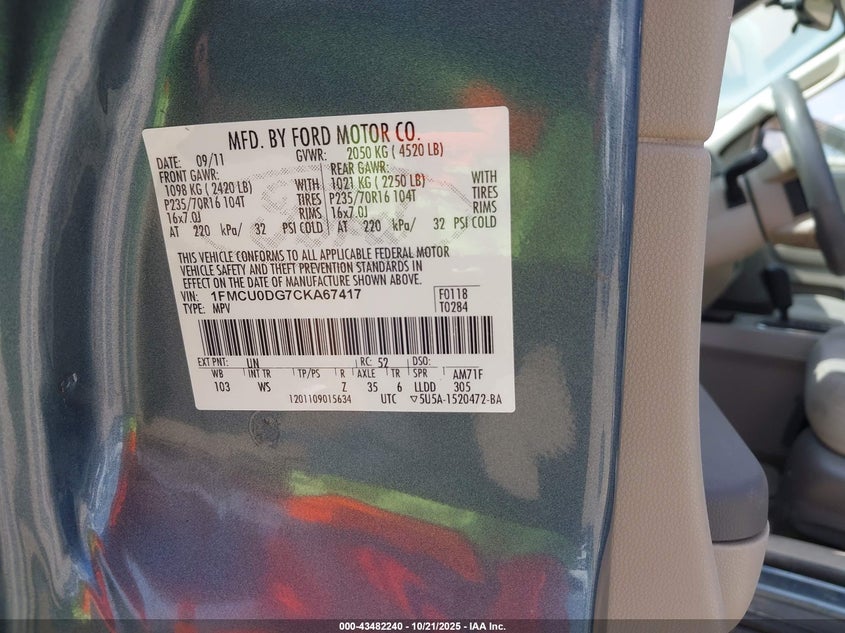 MFD. BY FORD MOTOR CO.
DATE: 09/11 GVWR: 2050 KG ( 4520 LB)
FRONT GAWR: REAR GAWR:
1098 KG ( 2420 LB) WITH 1021 KG ( 2250 LB) WITH
P235/70R16 104T TIRES P235/70R16 104T TIRES
16x7.0J RIMS 16x7.0J RIMS
AT 220 kPa/ 32 PSI COLD AT 220 kPa/ 32 PSI COLD
Ford
THIS VEHICLE CONFORMS TO ALL APPLICABLE FEDERAL MOTOR
VEHICLE SAFETY AND THEFT PREVENTION STANDARDS IN
EFFECT ON THE DATE OF MANUFACTURE SHOWN ABOVE.
VIN: 1FMCU0DG7CKA67417 F0118
TYPE: MPV T0284
EXT PNT: UN RC: 52 DSO:
WB INT TR TP/PS R AXLE TR SPR AM71F
103 WS Z 35 6 LLDD 305
1201109015634 UTC ▽5U5A-1520472-BA
000-43482240 - 10/21/2025 - IAA Inc.